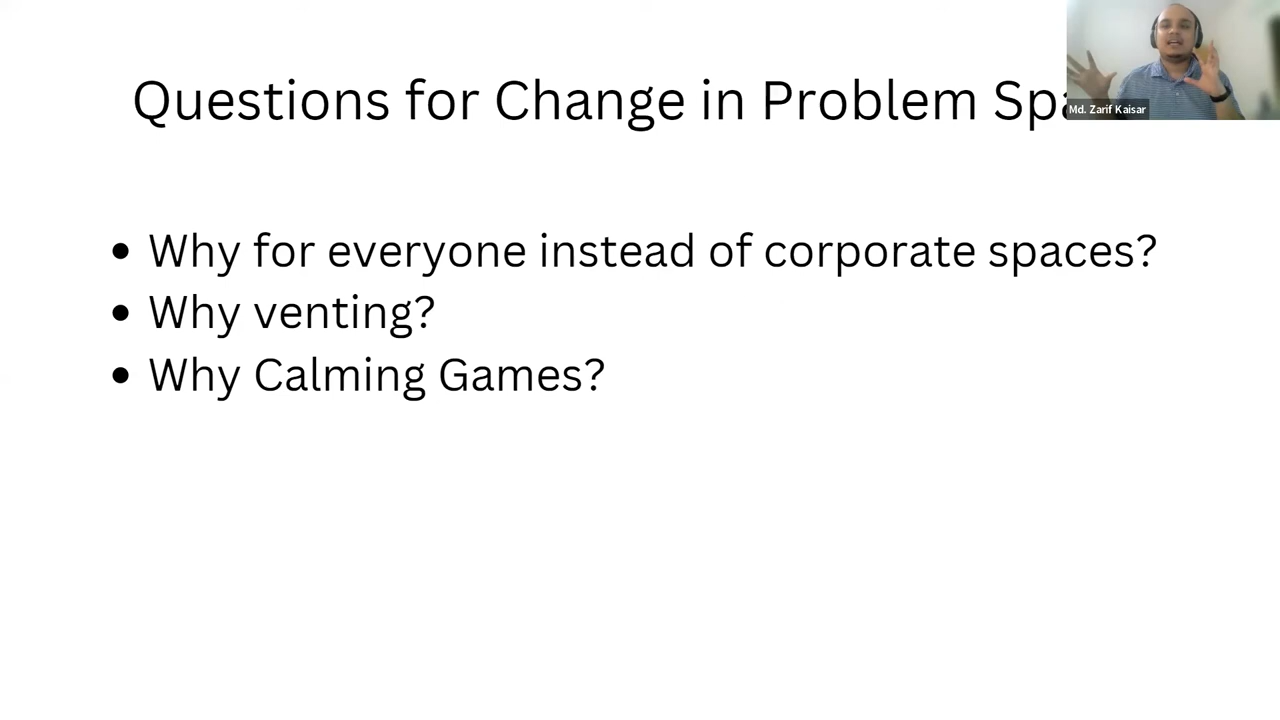 Questions for Change in Problem Spa
Md. Zarif Kaisar
• Why for everyone instead of corporate spaces?
• Why venting?
• Why Calming Games?